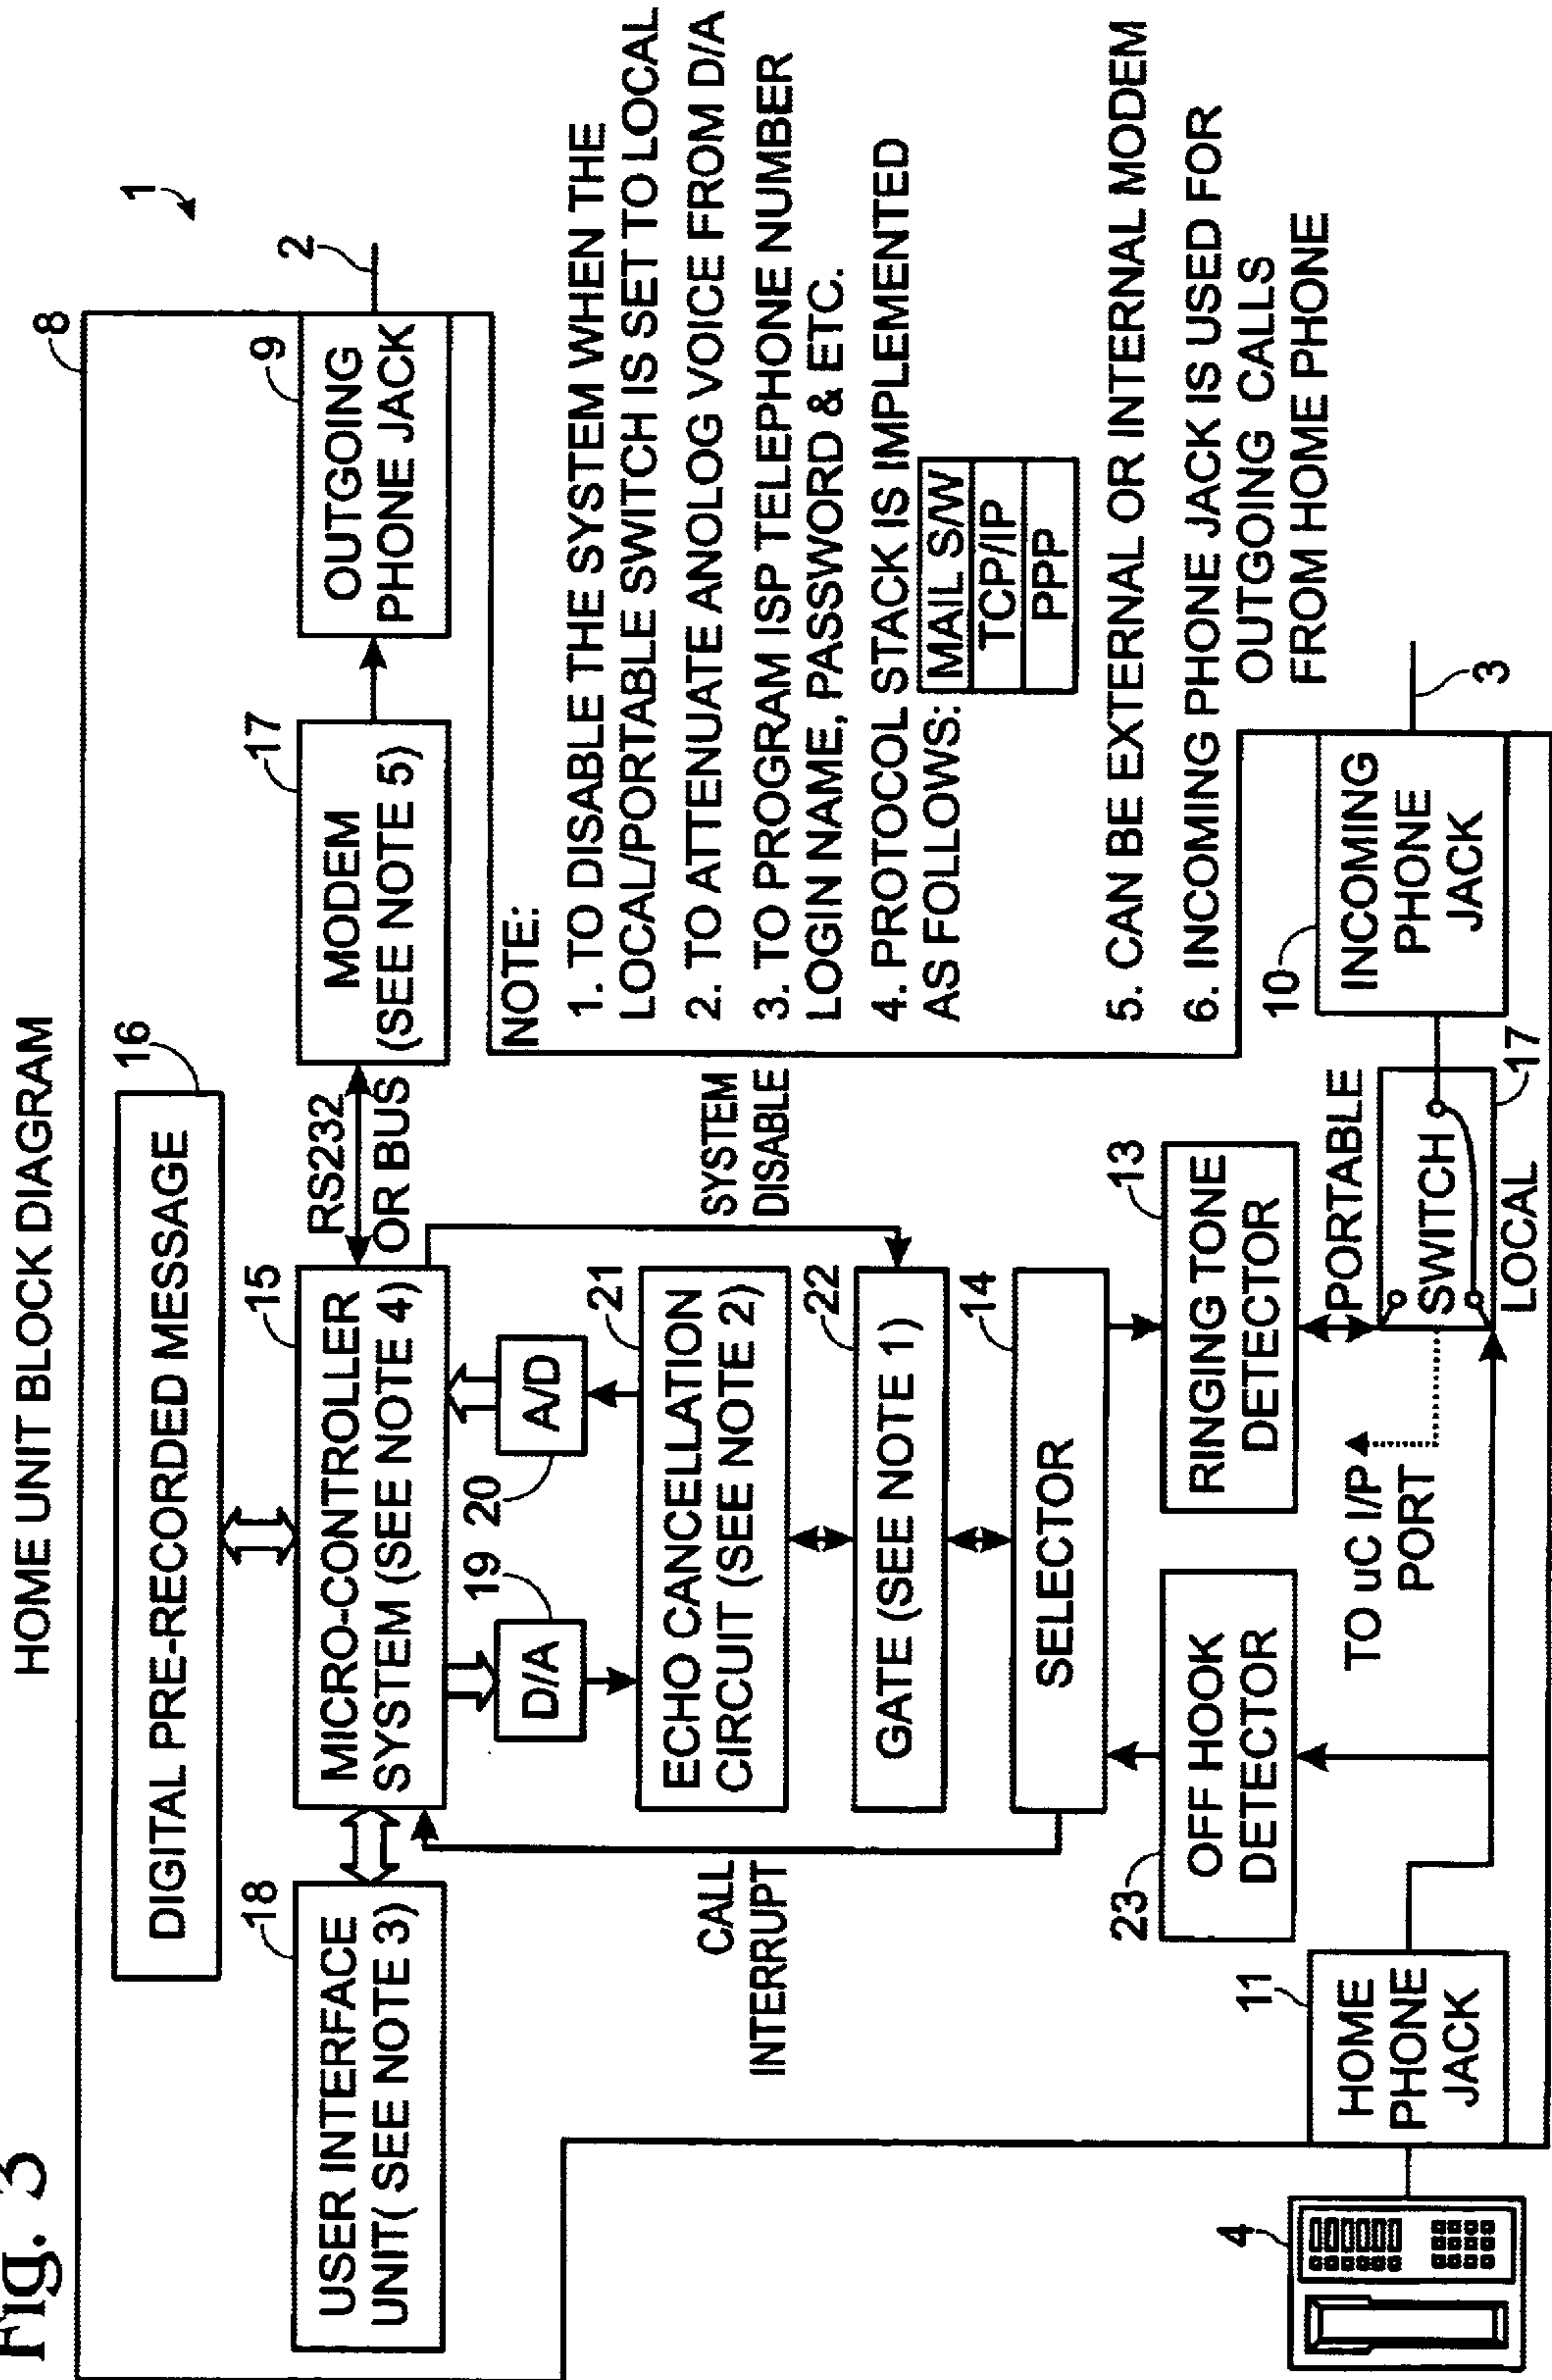 Fig. 3
HOME UNIT BLOCK DIAGRAM
8
1
DIGITAL PRE-RECORDED MESSAGE
16
18
USER INTERFACE
UNIT( SEE NOTE 3)
15
MICRO-CONTROLLER
SYSTEM (SEE NOTE 4)
RS232
OR BUS
17
MODEM
(SEE NOTE 5)
9
OUTGOING
PHONE JACK
2
19
D/A
20
A/D
21
ECHO CANCELLATION
CIRCUIT (SEE NOTE 2)
CALL
INTERRUPT
SYSTEM
DISABLE
22
GATE (SEE NOTE 1)
14
SELECTOR
23
OFF HOOK
DETECTOR
13
RINGING TONE
DETECTOR
TO uC I/P
PORT
PORTABLE
SWITCH
LOCAL
17
10
INCOMING
PHONE
JACK
3
11
HOME
PHONE
JACK
4
NOTE:
1. TO DISABLE THE SYSTEM WHEN THE
LOCAL/PORTABLE SWITCH IS SET TO LOCAL
2. TO ATTENUATE ANOLOG VOICE FROM D/A
3. TO PROGRAM ISP TELEPHONE NUMBER
LOGIN NAME, PASSWORD & ETC.
4. PROTOCOL STACK IS IMPLEMENTED
AS FOLLOWS:
MAIL S/W
TCP/IP
PPP
5. CAN BE EXTERNAL OR INTERNAL MODEM
6. INCOMING PHONE JACK IS USED FOR
OUTGOING CALLS
FROM HOME PHONE